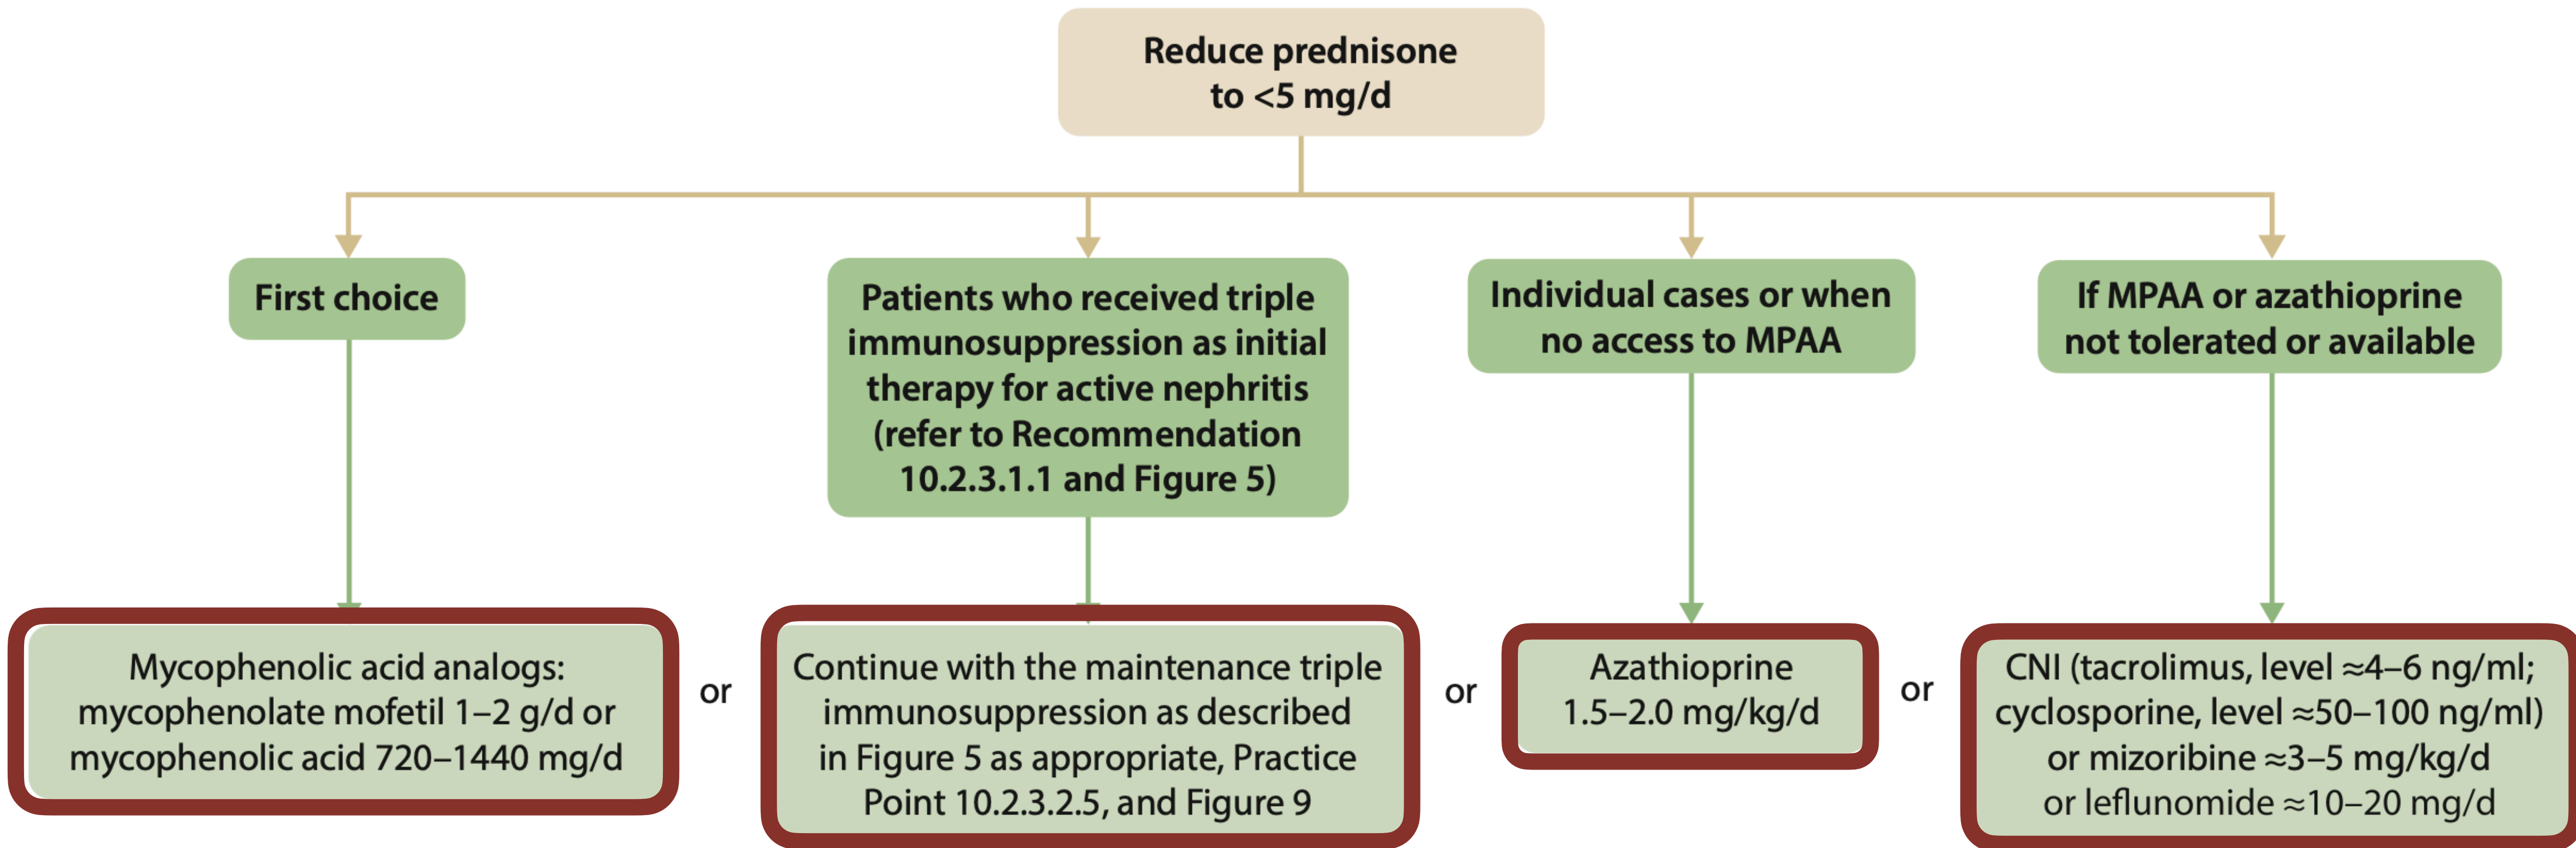 Reduce prednisone
to <5 mg/d
First choice
Patients who received triple
immunosuppression as initial
therapy for active nephritis
(refer to Recommendation
10.2.3.1.1 and Figure 5)
Individual cases or when
no access to MPAA
If MPAA or azathioprine
not tolerated or available
Mycophenolic acid analogs:
mycophenolate mofetil 1–2 g/d or
mycophenolic acid 720–1440 mg/d
or
Continue with the maintenance triple
immunosuppression as described
in Figure 5 as appropriate, Practice
Point 10.2.3.2.5, and Figure 9
or
Azathioprine
1.5–2.0 mg/kg/d
or
CNI (tacrolimus, level ≈4–6 ng/ml;
cyclosporine, level ≈50–100 ng/ml)
or mizoribine ≈3–5 mg/kg/d
or leflunomide ≈10–20 mg/d